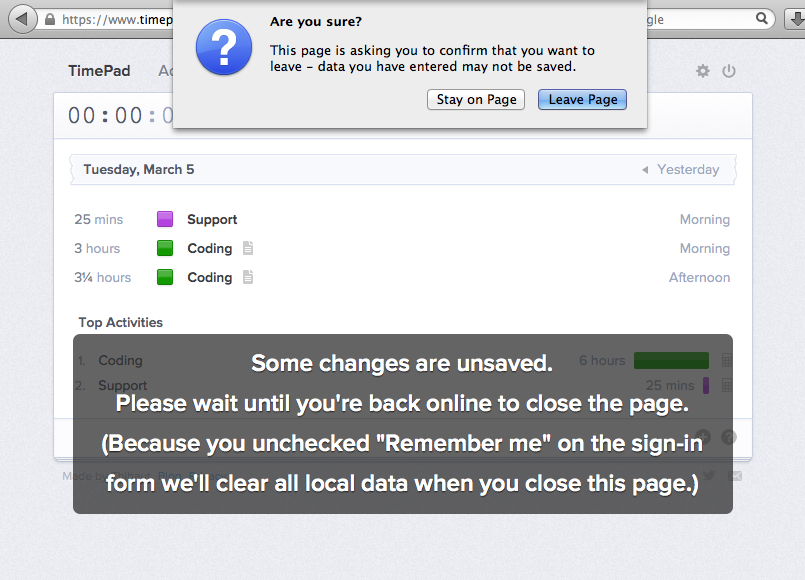 Are you sure?
This page is asking you to confirm that you want to
leave – data you have entered may not be saved.
Stay on Page Leave Page
https://www.timep
gle
TimePad
00:00:0
Tuesday, March 5 Yesterday
25 mins Support Morning
3 hours Coding Morning
3¼ hours Coding Afternoon
Top Activities
1. Coding 6 hours
2. Support 25 mins
Some changes are unsaved.
Please wait until you're back online to close the page.
(Because you unchecked "Remember me" on the sign-in
form we'll clear all local data when you close this page.)
Made by